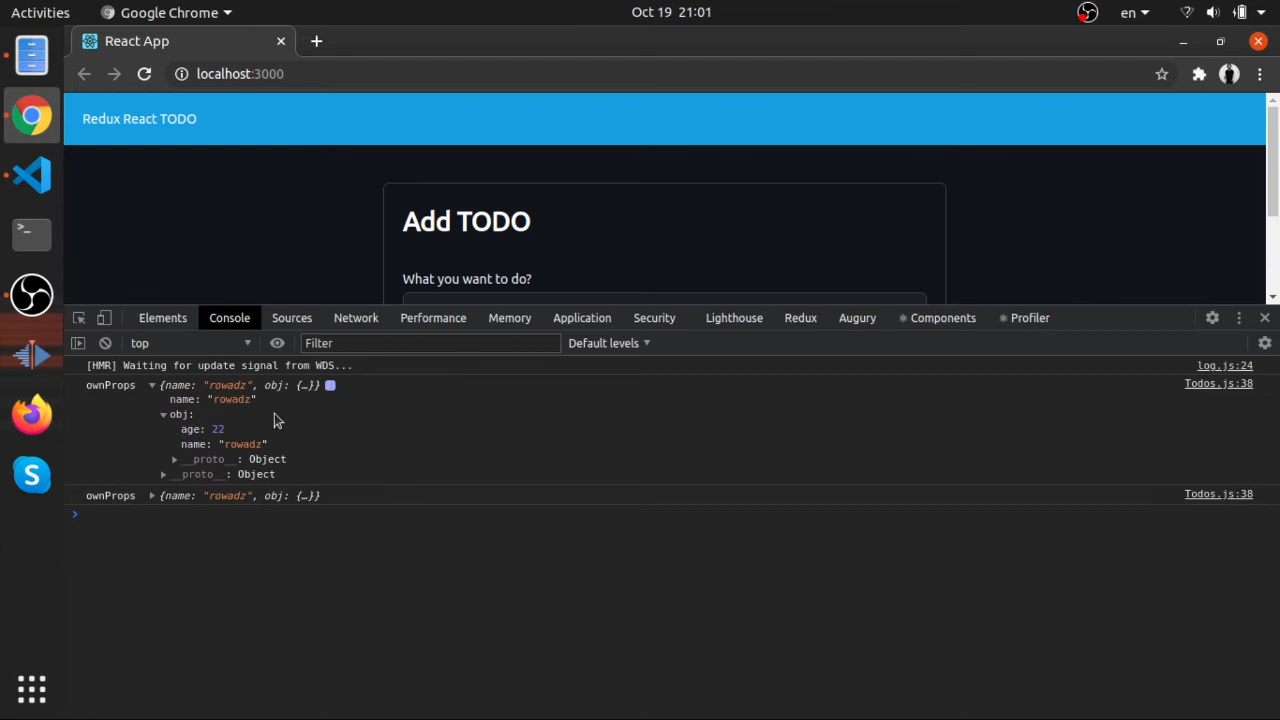 Activities Google Chrome Oct 19 21:01 en
React App
localhost:3000
Redux React TODO
Add TODO
What you want to do?
Elements Console Sources Network Performance Memory Application Security Lighthouse Redux Augury Components Profiler
top Filter Default levels
[HMR] Waiting for update signal from WDS... log.js:24
ownProps {name: "rowadz", obj: {…}} Todos.js:38
name: "rowadz"
obj:
age: 22
name: "rowadz"
__proto__: Object
__proto__: Object
ownProps {name: "rowadz", obj: {…}} Todos.js:38